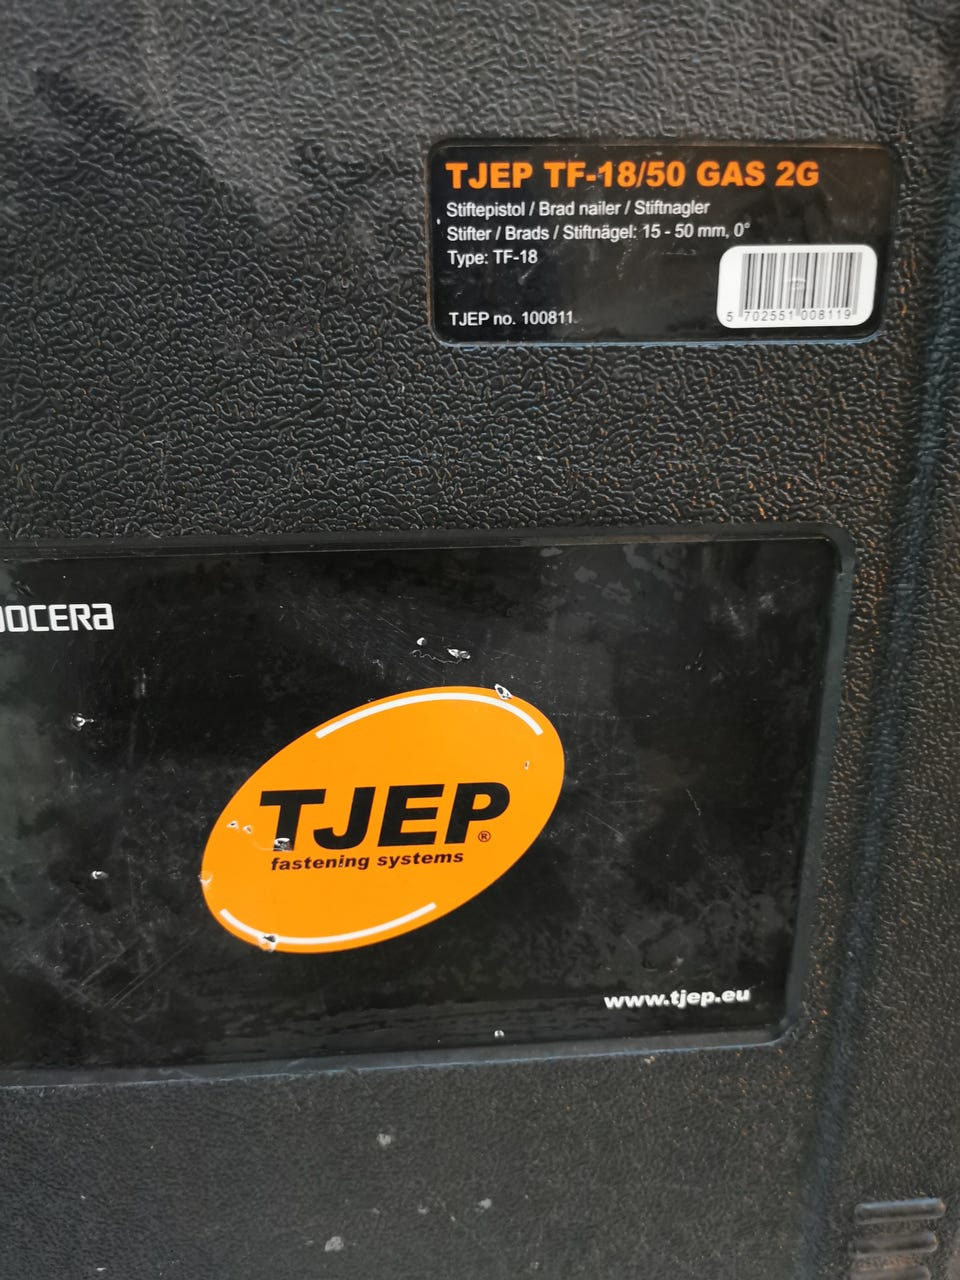 TJEP TF-18/50 GAS 2G
Stiftepistol / Brad nailer / Stiftnagler
Stifter / Brads / Stiftnägel: 15 - 50 mm, 0°
Type: TF-18
TJEP no. 100811
5 702551 008119
OCERa
TJEP®
fastening systems
www.tjep.eu